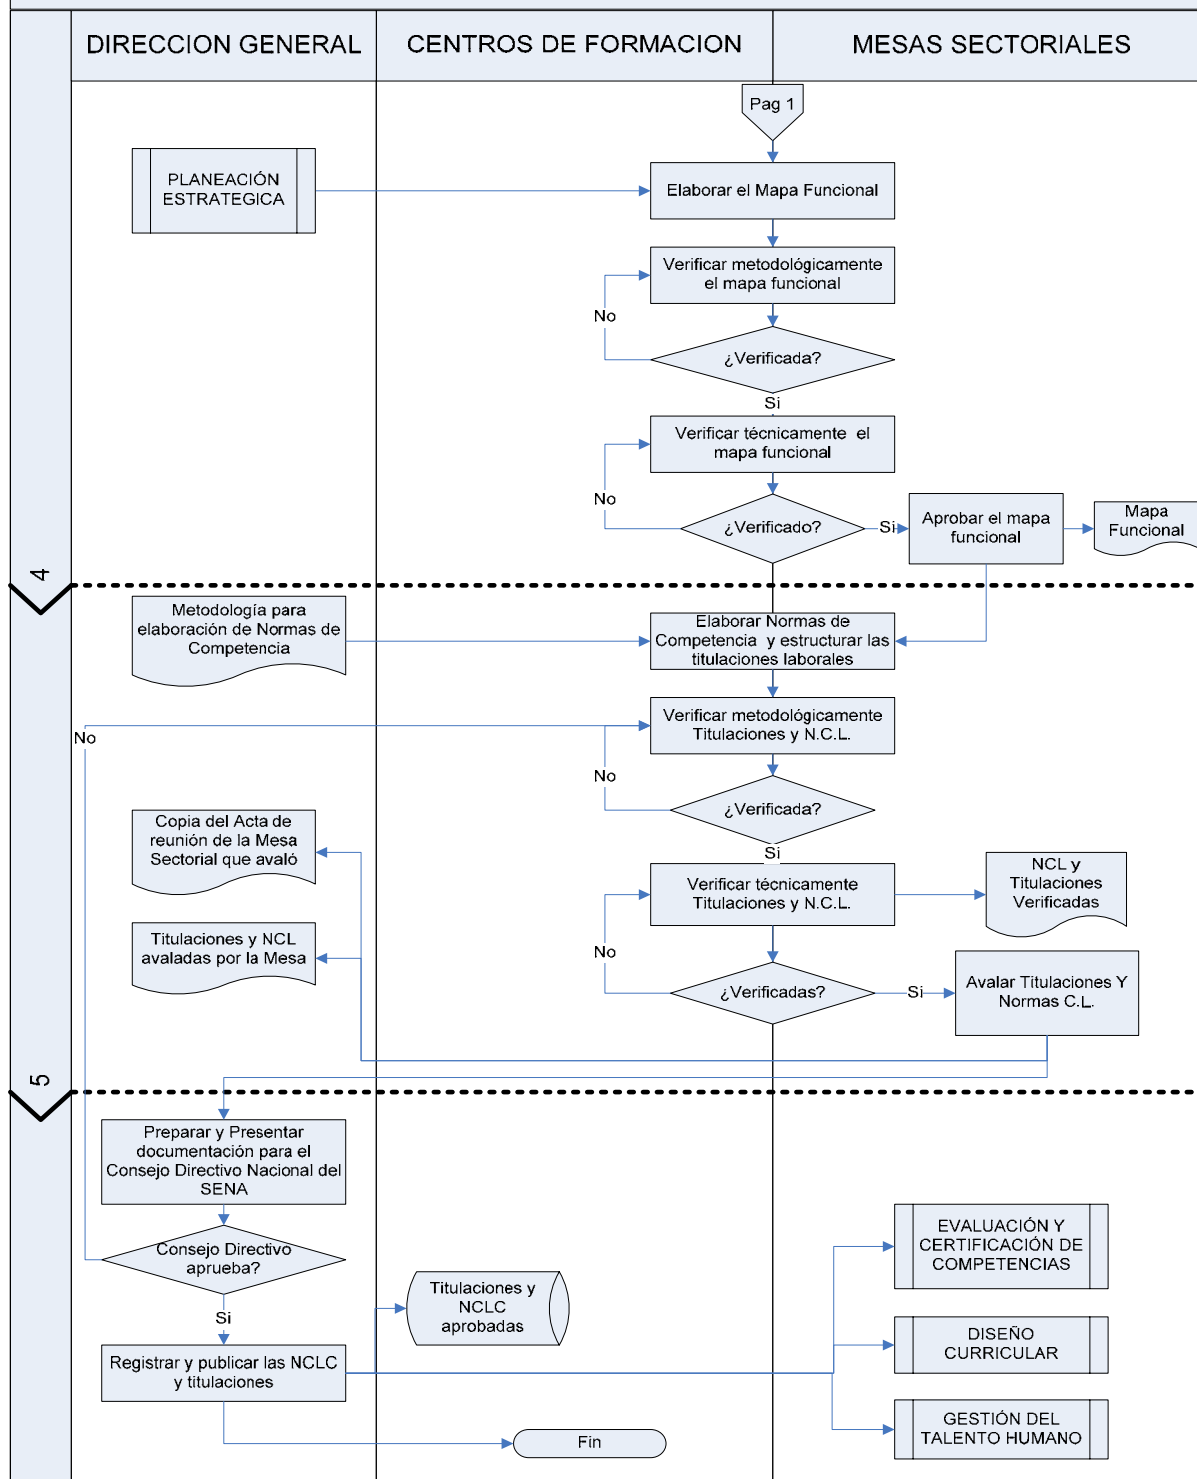 DIRECCION GENERAL
CENTROS DE FORMACION
MESAS SECTORIALES
Pag 1
PLANEACIÓN
ESTRATEGICA
Elaborar el Mapa Funcional
Verificar metodológicamente
el mapa funcional
No
¿Verificada?
Si
Verificar técnicamente el
mapa funcional
No
¿Verificado?
Si
Aprobar el mapa
funcional
Mapa
Funcional
4
Metodología para
elaboración de Normas de
Competencia
Elaborar Normas de
Competencia y estructurar las
titulaciones laborales
No
Verificar metodológicamente
Titulaciones y N.C.L.
No
¿Verificada?
Si
Copia del Acta de
reunión de la Mesa
Sectorial que avaló
Verificar técnicamente
Titulaciones y N.C.L.
NCL y
Titulaciones
Verificadas
Titulaciones y NCL
avaladas por la Mesa
No
¿Verificadas?
Si
Avalar Titulaciones Y
Normas C.L.
5
Preparar y Presentar
documentación para el
Consejo Directivo Nacional del
SENA
Consejo Directivo
aprueba?
Si
Titulaciones y
NCLC
aprobadas
EVALUACIÓN Y
CERTIFICACIÓN DE
COMPETENCIAS
Registrar y publicar las NCLC
y titulaciones
DISEÑO
CURRICULAR
GESTIÓN DEL
TALENTO HUMANO
Fin